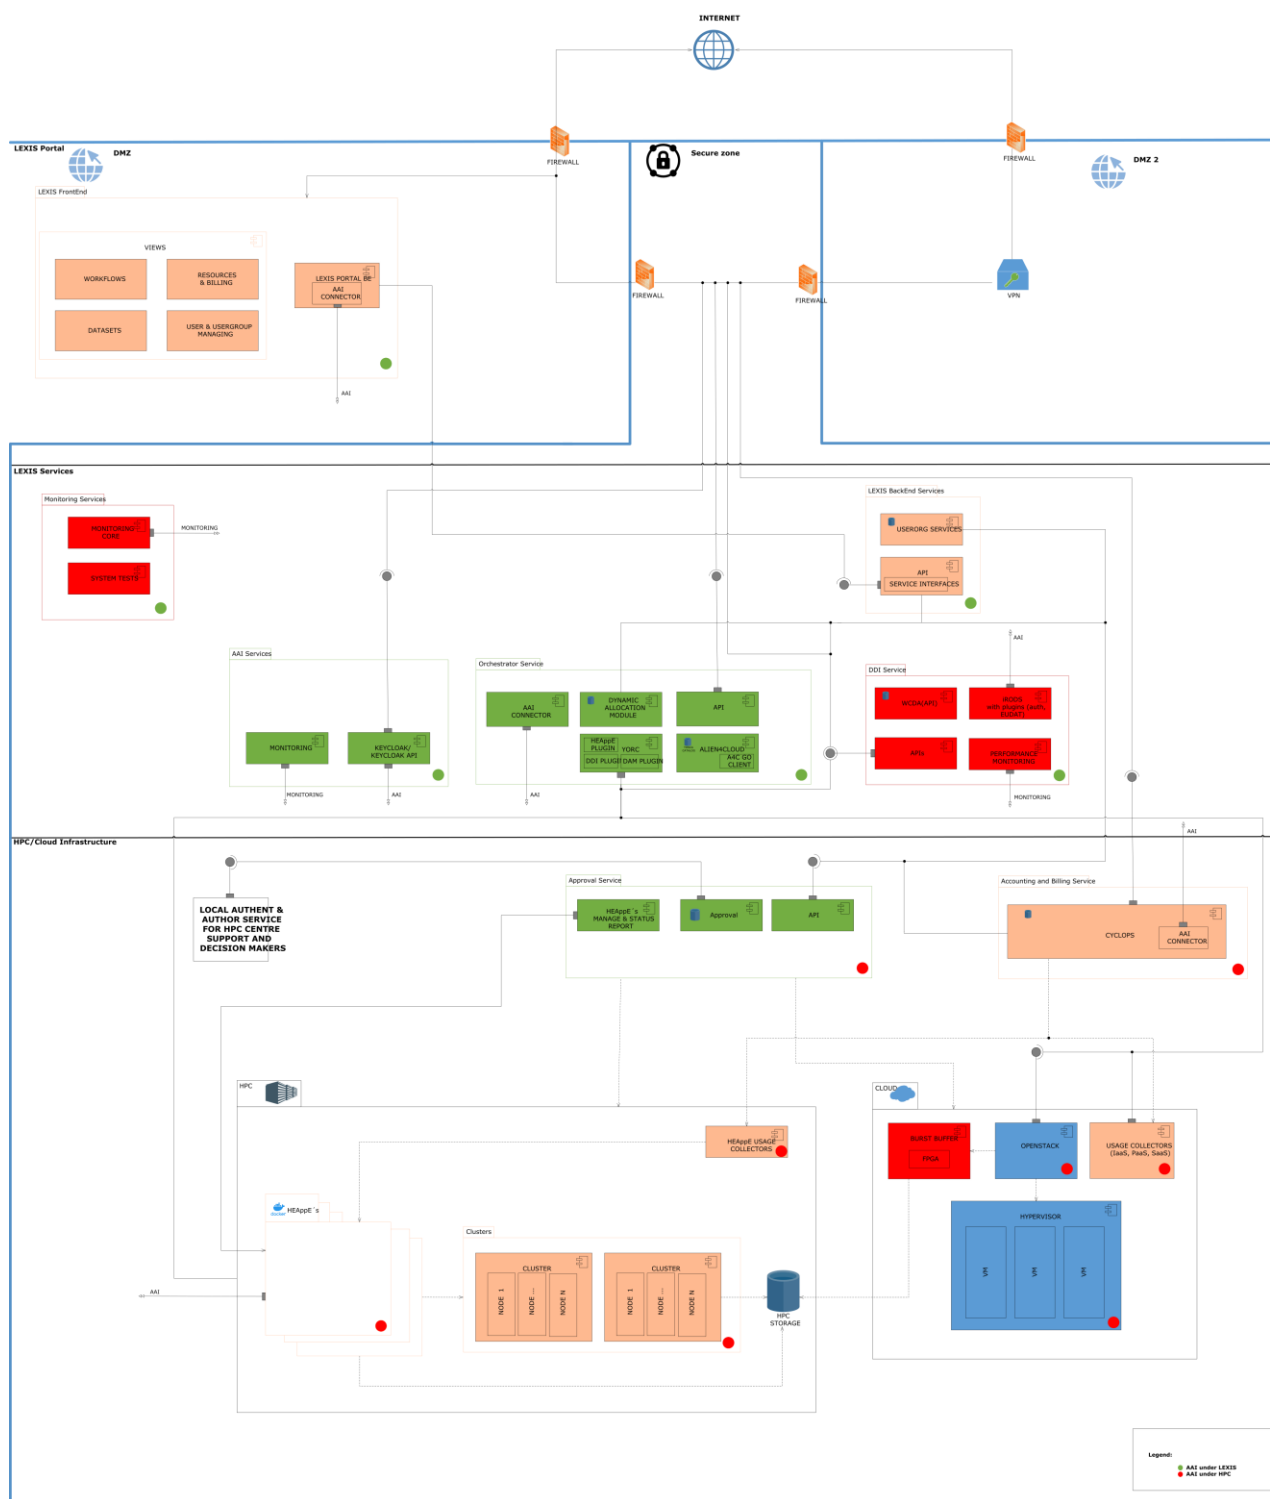 INTERNET
LEXIS Portal
DMZ
FIREWALL
Secure zone
FIREWALL
DMZ 2
LEXIS FrontEnd
VIEWS
WORKFLOWS
RESOURCES
& BILLING
DATASETS
USER & USERGROUP
MANAGING
LEXIS PORTAL BE
AAI
CONNECTOR
AAI
FIREWALL
FIREWALL
VPN
LEXIS Services
Monitoring Services
MONITORING
CORE
MONITORING
SYSTEM TESTS
LEXIS BackEnd Services
USERORG SERVICES
API
SERVICE INTERFACES
AAI Services
MONITORING
KEYCLOAK/
KEYCLOAK API
MONITORING
AAI
Orchestrator Service
AAI
CONNECTOR
DYNAMIC
ALLOCATION
MODULE
API
HEAppE
PLUGIN
YORC
DDI PLUGIN
DAM PLUGIN
ALIEN4CLOUD
A4C GO
CLIENT
AAI
AAI
DDI Service
WCDA(API)
iRODS
with plugins (auth,
EUDAT)
APIs
PERFORMANCE
MONITORING
MONITORING
HPC/Cloud Infrastructure
LOCAL AUTHENT &
AUTHOR SERVICE
FOR HPC CENTRE
SUPPORT AND
DECISION MAKERS
Approval Service
HEAppE´s
MANAGE & STATUS
REPORT
Approval
API
AAI
Accounting and Billing Service
CYCLOPS
AAI
CONNECTOR
HPC
HEAppE USAGE
COLLECTORS
docker
HEAppE´s
AAI
Clusters
CLUSTER
NODE 1
NODE ...
NODE N
CLUSTER
NODE 1
NODE ...
NODE N
HPC
STORAGE
CLOUD
BURST BUFFER
FPGA
OPENSTACK
USAGE COLLECTORS
(IaaS, PaaS, SaaS)
HYPERVISOR
VM
VM
VM
Legend:
AAI under LEXIS
AAI under HPC